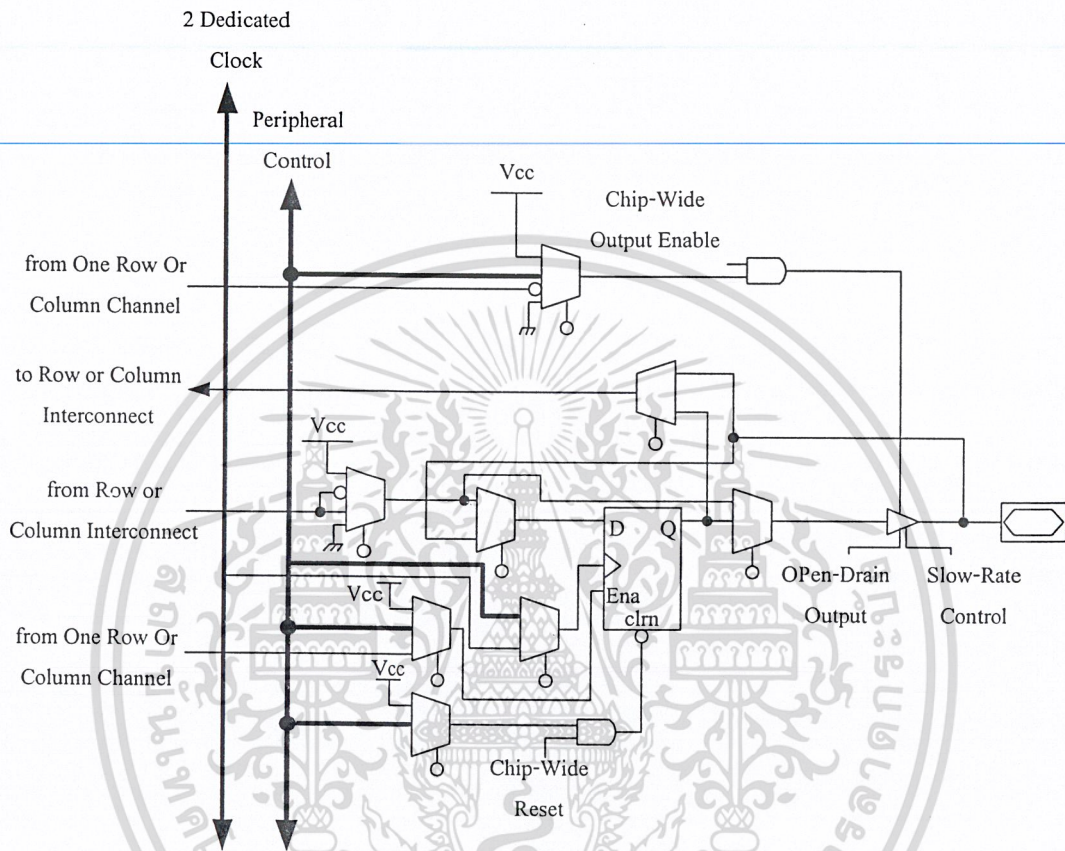 2 Dedicated
Clock
Peripheral
Control
Vcc
Chip-Wide
Output Enable
from One Row Or
Column Channel
to Row or Column
Interconnect
Vcc
from Row or
Column Interconnect
D Q
Ena
clrn
OPen-Drain
Output
Slow-Rate
Control
Vcc
from One Row Or
Column Channel
Vcc
Chip-Wide
Reset